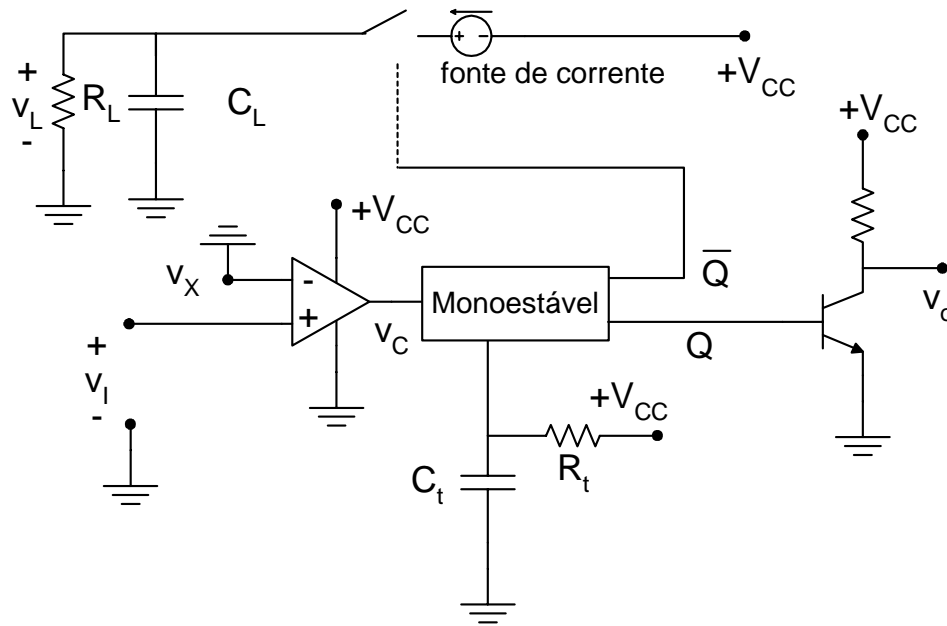 + -
fonte de corrente
+V_CC
+
v_L
-
R_L
C_L
+V_CC
+V_CC
v_X
-
+
v_C
Monoestável
Q̅
Q
+
v_I
-
+V_CC
R_t
C_t